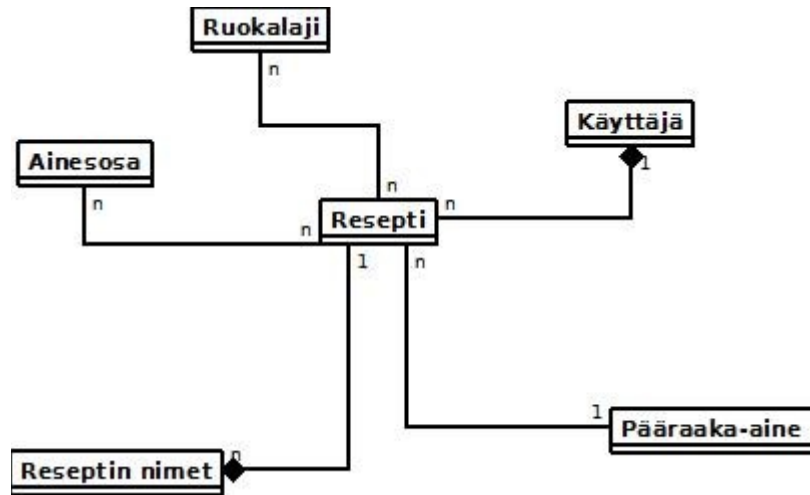 Ruokalaji
n
Käyttäjä
1
Ainesosa
n
n
Resepti
n
n
1
n
1
Pääraaka-aine
Reseptin nimet
n